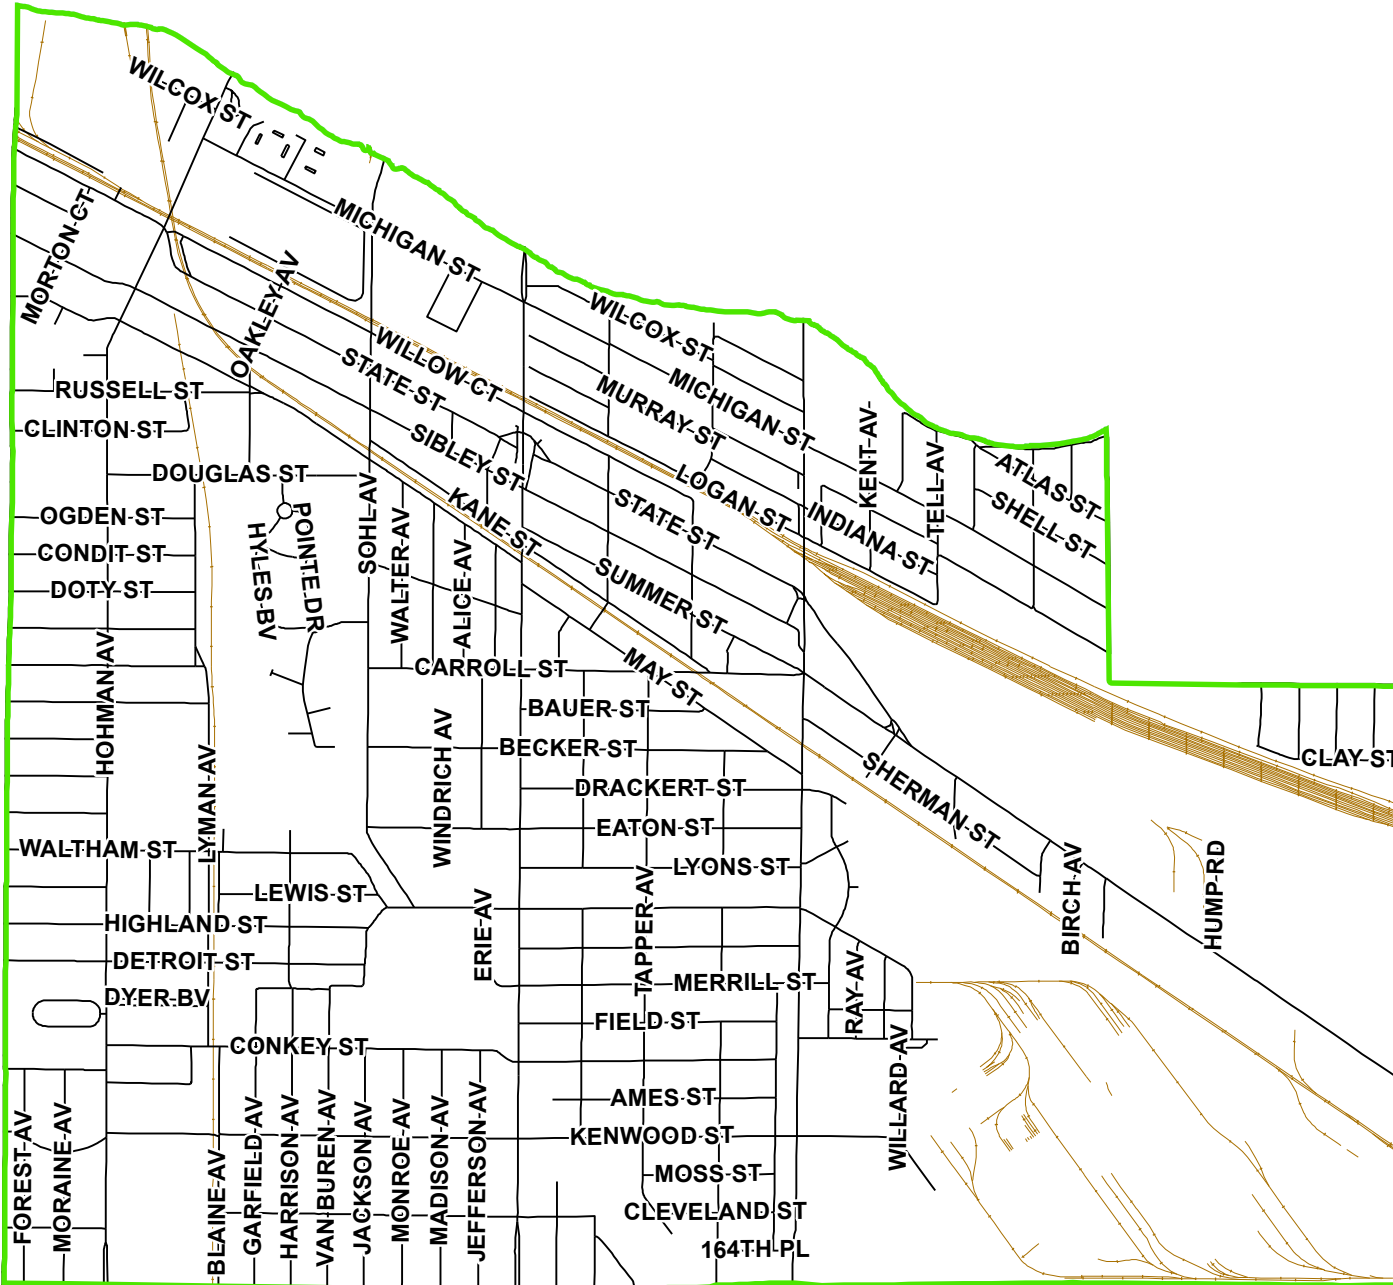 WILCOX ST
MORTON CT
MICHIGAN ST
OAKLEY AV
WILCOX ST
WILLOW CT
STATE ST
RUSSELL ST
CLINTON ST
MICHIGAN ST
MURRAY ST
KENT AV
TELL AV
ATLAS ST
SHELL ST
SIBLEY ST
DOUGLAS ST
LOGAN ST
INDIANA ST
KANE ST
STATE ST
OGDEN ST
CONDIT ST
DOTY ST
HYLES BV
POINTE DR
SOHL AV
WALTER AV
ALICE AV
SUMMER ST
HOHMAN AV
CARROLL ST
MAY ST
BAUER ST
BECKER ST
WINDRICH AV
LYMAN AV
DRACKERT ST
SHERMAN ST
CLAY ST
EATON ST
WALTHAM ST
LYONS ST
LEWIS ST
HIGHLAND ST
DETROIT ST
DYER BV
ERIE AV
TAPPER AV
MERRILL ST
RAY AV
BIRCH AV
HUMP RD
FIELD ST
CONKEY ST
WILLARD AV
AMES ST
KENWOOD ST
MOSS ST
CLEVELAND ST
164TH PL
FOREST AV
MORAINE AV
BLAINE AV
GARFIELD AV
HARRISON AV
VAN BUREN AV
JACKSON AV
MONROE AV
MADISON AV
JEFFERSON AV